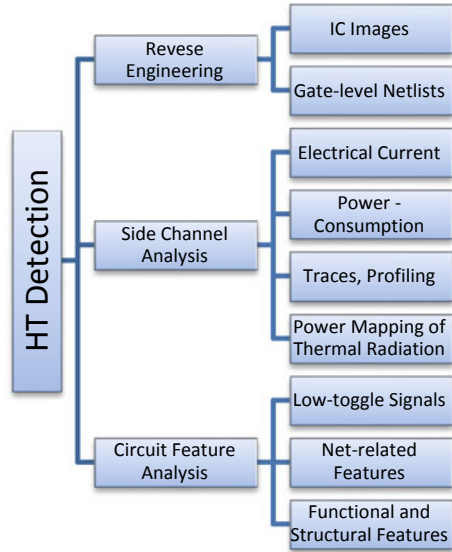 HT Detection
Revese
Engineering
IC Images
Gate-level Netlists
Side Channel
Analysis
Electrical Current
Power -
Consumption
Traces, Profiling
Power Mapping of
Thermal Radiation
Circuit Feature
Analysis
Low-toggle Signals
Net-related
Features
Functional and
Structural Features